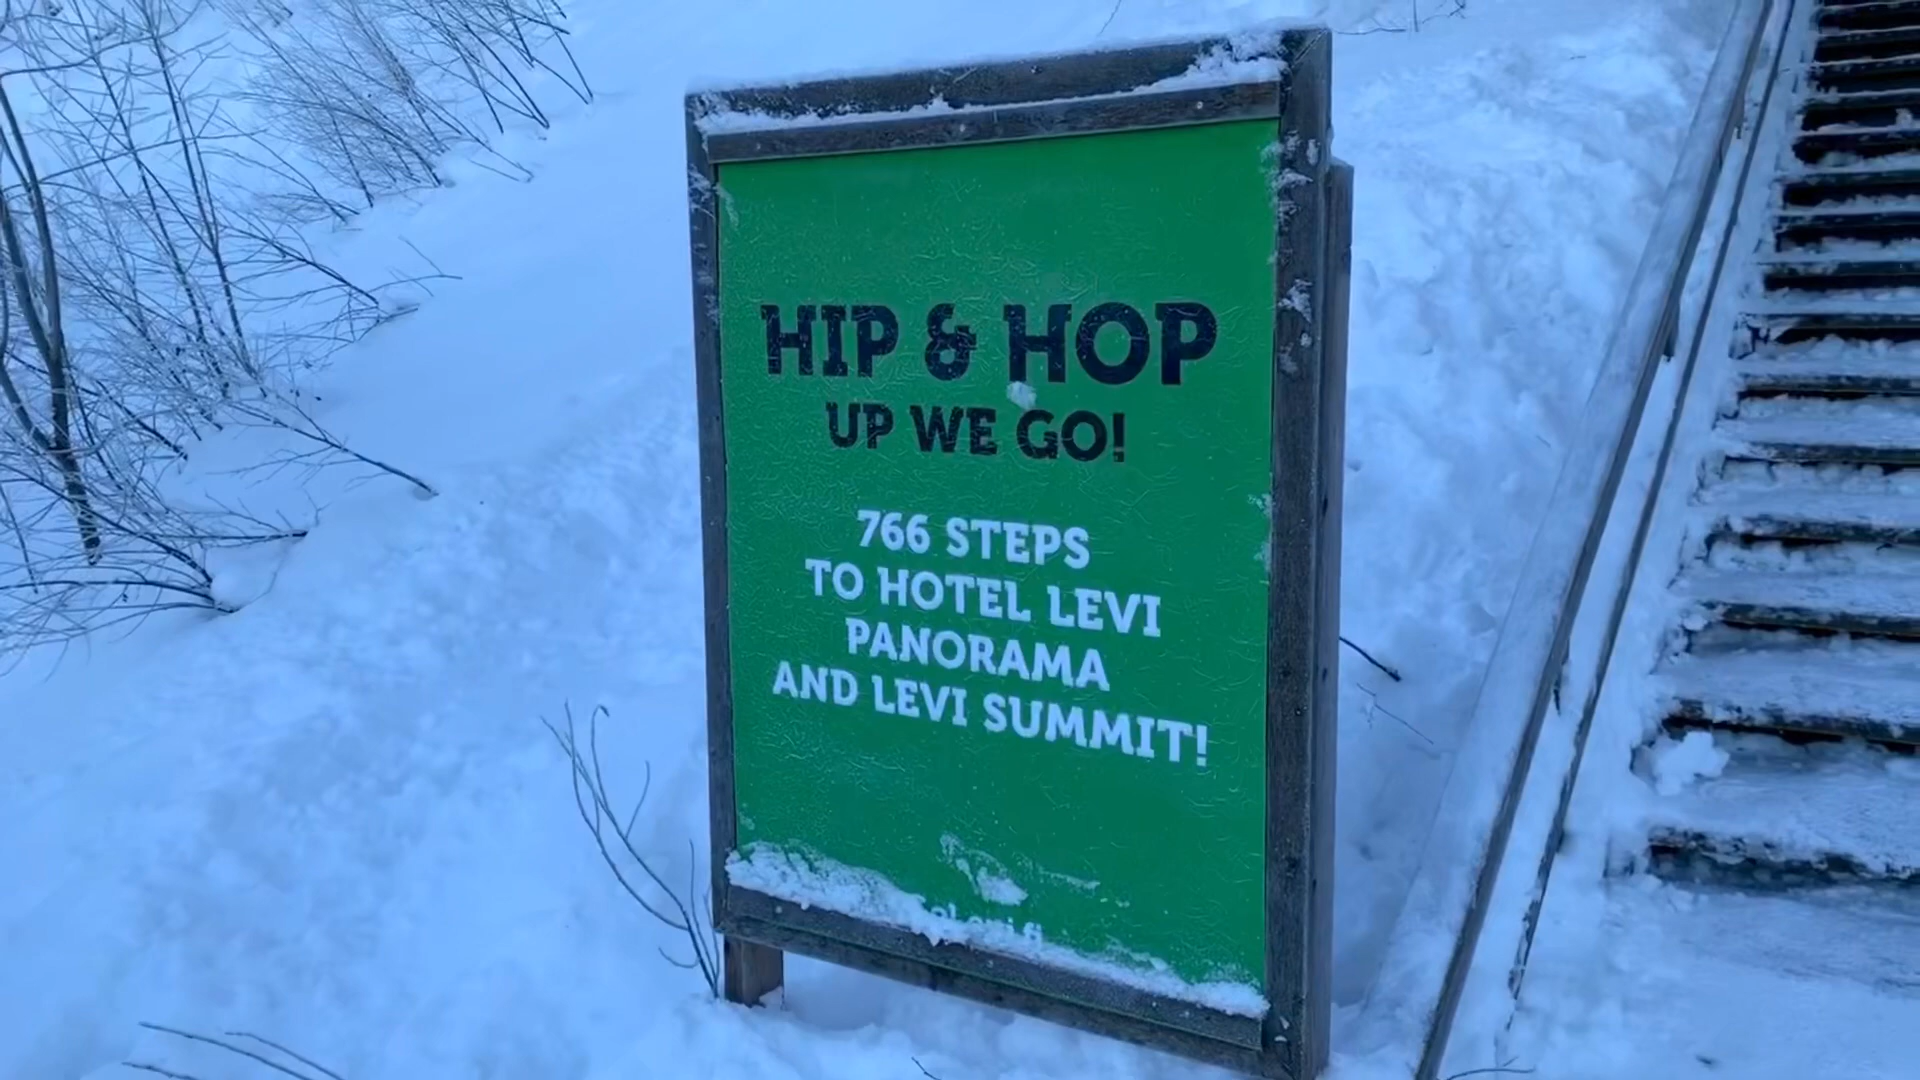 HIP & HOP
UP WE GO!
766 STEPS
TO HOTEL LEVI
PANORAMA
AND LEVI SUMMIT!